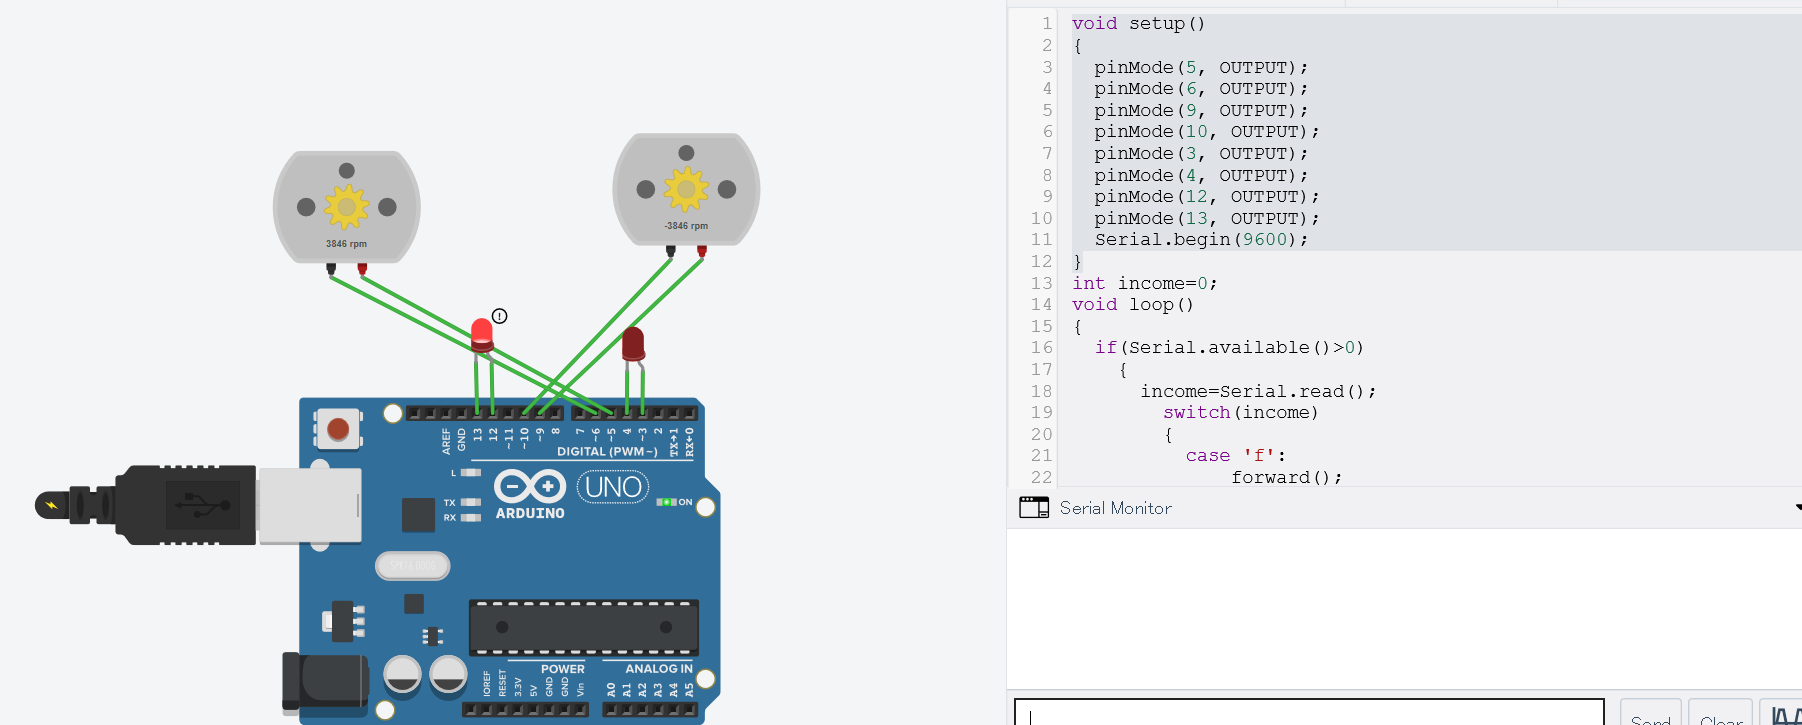 3846 rpm
-3846 rpm
AREF
GND
13
12
~11
~10
~9
8
7
~6
~5
4
~3
2
TX→1
RX←0
DIGITAL (PWM~)
L
TX
RX
ARDUINO
UNO
ON
IOREF
RESET
3.3V
5V
GND
GND
Vin
POWER
ANALOG IN
A0
A1
A2
A3
A4
A5
1 void setup()
2 {
3 pinMode(5, OUTPUT);
4 pinMode(6, OUTPUT);
5 pinMode(9, OUTPUT);
6 pinMode(10, OUTPUT);
7 pinMode(3, OUTPUT);
8 pinMode(4, OUTPUT);
9 pinMode(12, OUTPUT);
10 pinMode(13, OUTPUT);
11 Serial.begin(9600);
12 }
13 int income=0;
14 void loop()
15 {
16 if(Serial.available()>0)
17 {
18 income=Serial.read();
19 switch(income)
20 {
21 case 'f':
22 forward();
Serial Monitor
Send
Clear